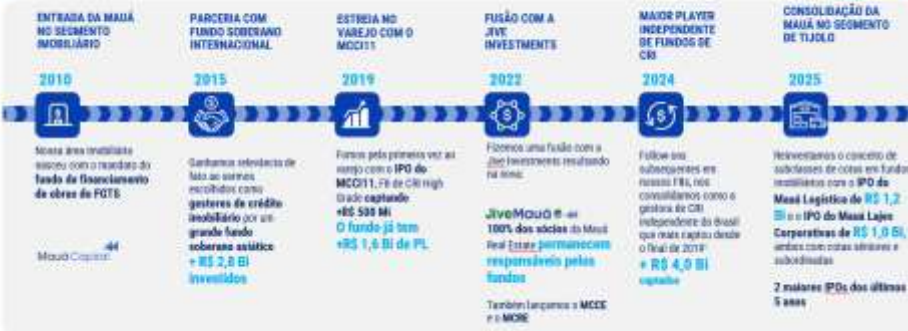 ENTRADA DA MAUÁ
NO SEGMENTO
IMOBILIÁRIO
2010
Nossa área imobiliária
nasceu com o mandato do
fundo de financiamento
de obras do FGTS
Mauá Capital
PARCERIA COM
FUNDO SOBERANO
INTERNACIONAL
2015
Ganhamos relevância de
fato ao sermos
escolhidos como
gestores de crédito
imobiliário por um
grande fundo
soberano asiático
+ R$ 2,8 Bi
investidos
ESTREIA NO
VAREJO COM O
MCCI11
2019
Fomos pela primeira vez ao
varejo com o IPO do
MCCI11, FII de CRI High
Grade captando
+R$ 500 Mi
O fundo já tem
+R$ 1,6 Bi de PL
FUSÃO COM A
JIVE
INVESTMENTS
2022
Fizemos uma fusão com a
Jive Investments resultando
na nova:
JiveMauá
100% dos sócios da Mauá
Real Estate permanecem
responsáveis pelos
fundos
Também lançamos o MCCE
e o MCRE
MAIOR PLAYER
INDEPENDENTE
DE FUNDOS DE
CRI
2024
Follow ons
subsequentes em
nossos FIIs, nos
consolidamos como a
gestora de CRI
independente do Brasil
que mais captou desde
o final de 2018
+ R$ 4,0 Bi
captados
CONSOLIDAÇÃO DA
MAUÁ NO SEGMENTO
DE TIJOLO
2025
Reinventamos o conceito de
subclasses de cotas em fundos
imobiliários com o IPO do
Mauá Logística de R$ 1,2
Bi e o IPO do Mauá Lajes
Corporativas de R$ 1,0 Bi,
ambos com cotas sêniores e
subordinadas
2 maiores IPOs dos últimos
5 anos